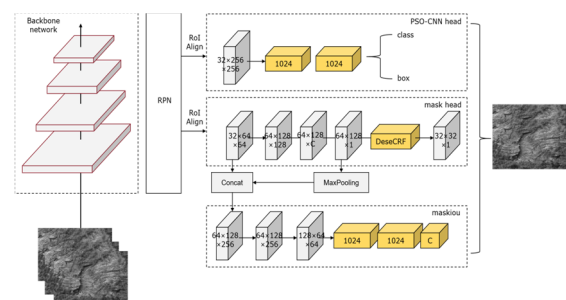 Backbone
network
RPN
RoI
Align
PSO-CNN head
32×256
×256
1024
1024
class
box
RoI
Align
mask head
32×64
×64
64×128
×128
64×128
×C
64×128
×1
DeseCRF
32×32
×1
Concat
MaxPooling
maskiou
64×128
×256
64×128
×256
128×64
×64
1024
1024
C